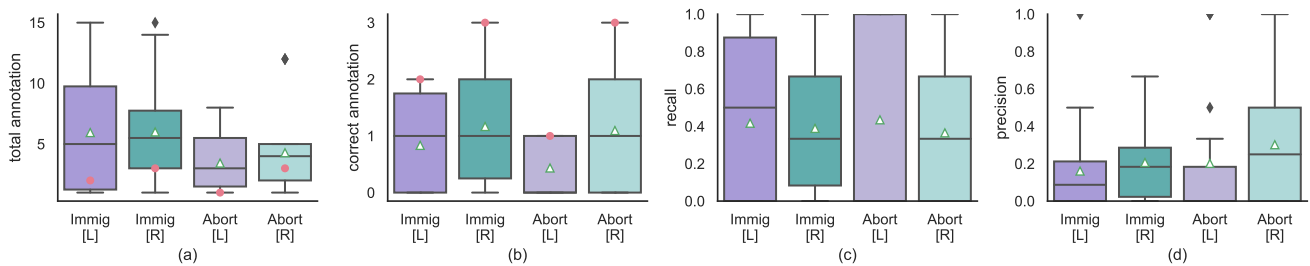 total annotation
15
10
5
Immig [L]
Immig [R]
Abort [L]
Abort [R]
(a)
correct annotation
3
2
1
0
Immig [L]
Immig [R]
Abort [L]
Abort [R]
(b)
recall
1.0
0.8
0.6
0.4
0.2
0.0
Immig [L]
Immig [R]
Abort [L]
Abort [R]
(c)
precision
1.0
0.8
0.6
0.4
0.2
0.0
Immig [L]
Immig [R]
Abort [L]
Abort [R]
(d)